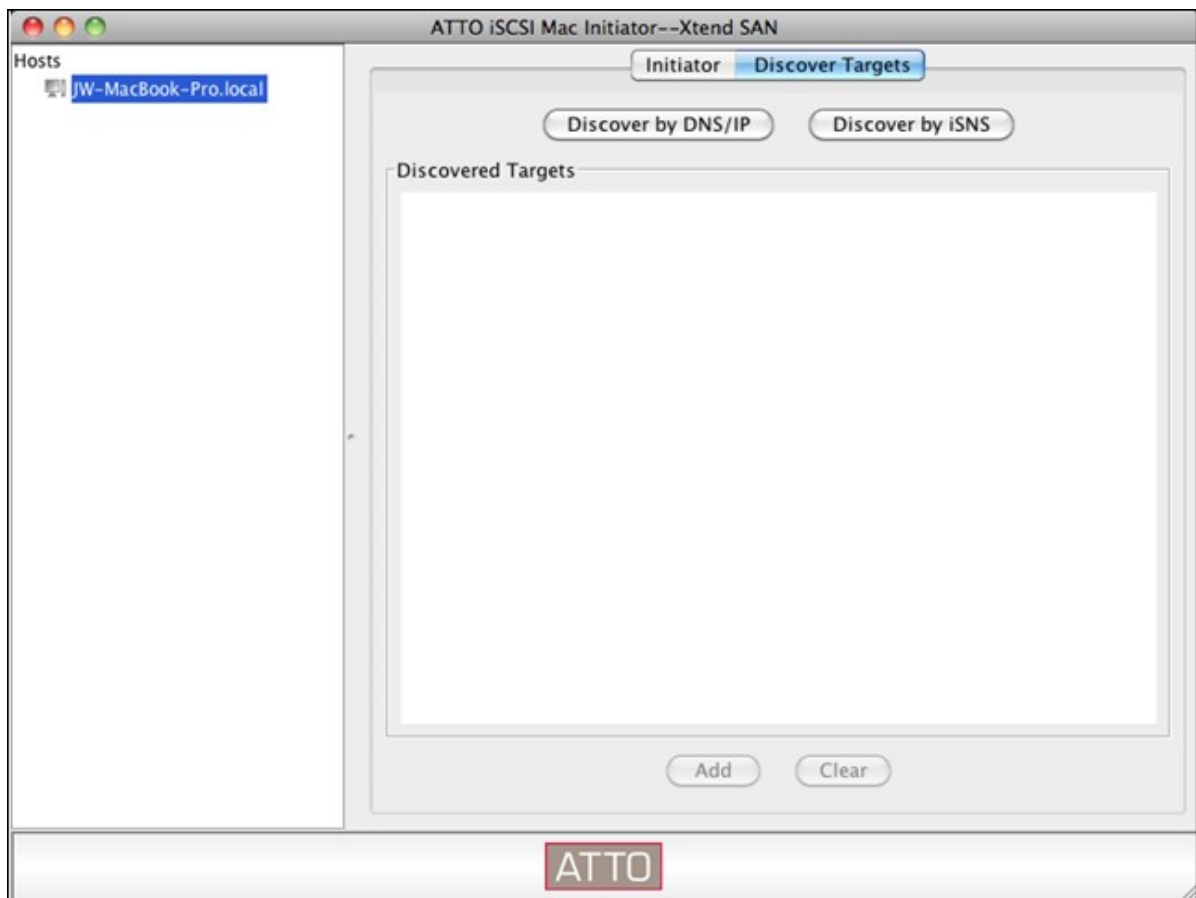 ATTO iSCSI Mac Initiator--Xtend SAN
Hosts
JW-MacBook-Pro.local
Initiator Discover Targets
Discover by DNS/IP Discover by iSNS
Discovered Targets
Add Clear
ATTO